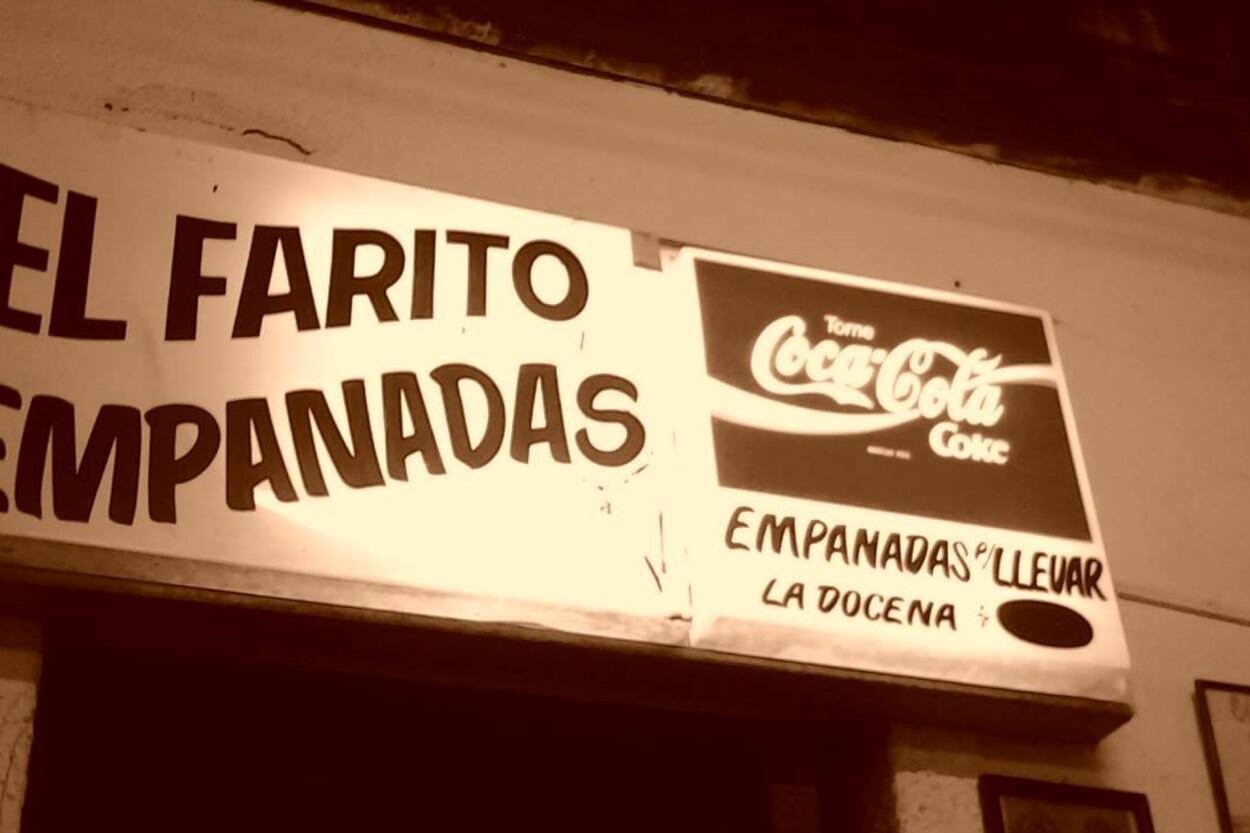 EL FARITO
EMPANADAS
Tome
Coca-Cola
Coke
EMPANADAS P/LLEVAR
LA DOCENA